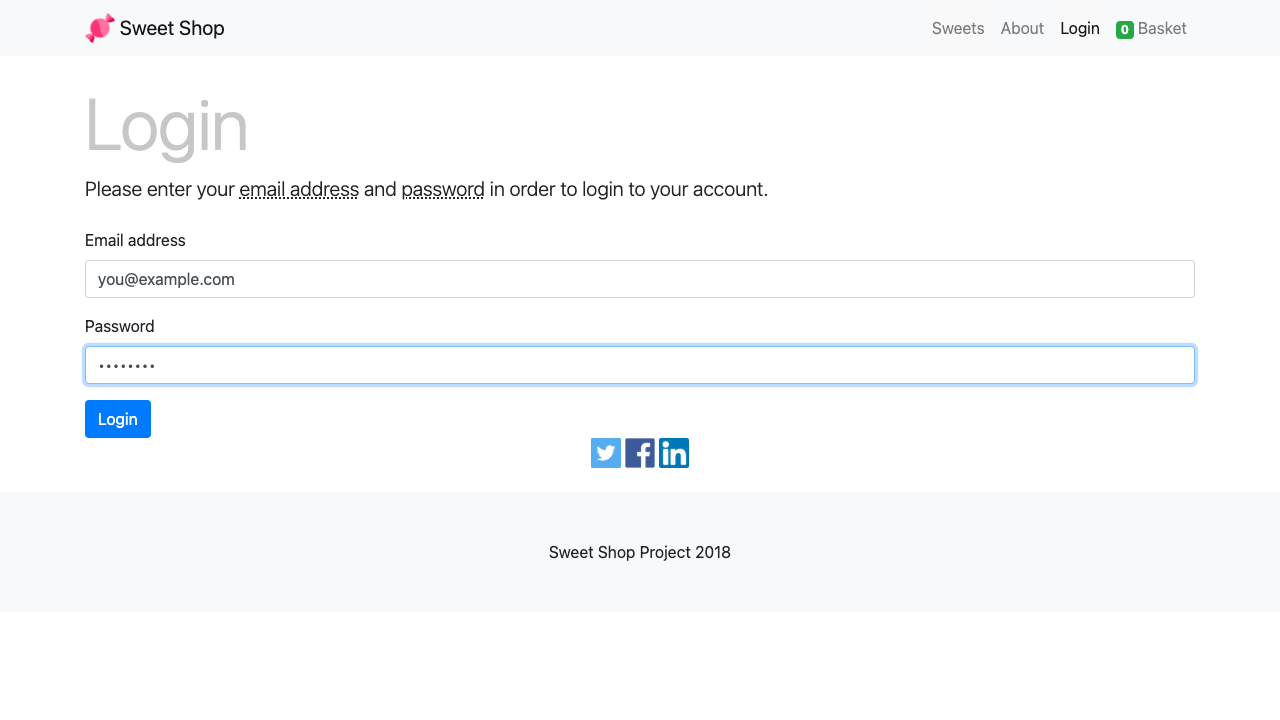 Sweet Shop
Sweets
About
Login
0 Basket
Login
Please enter your email address and password in order to login to your account.
Email address
you@example.com
Password
••••••••
Login
Sweet Shop Project 2018